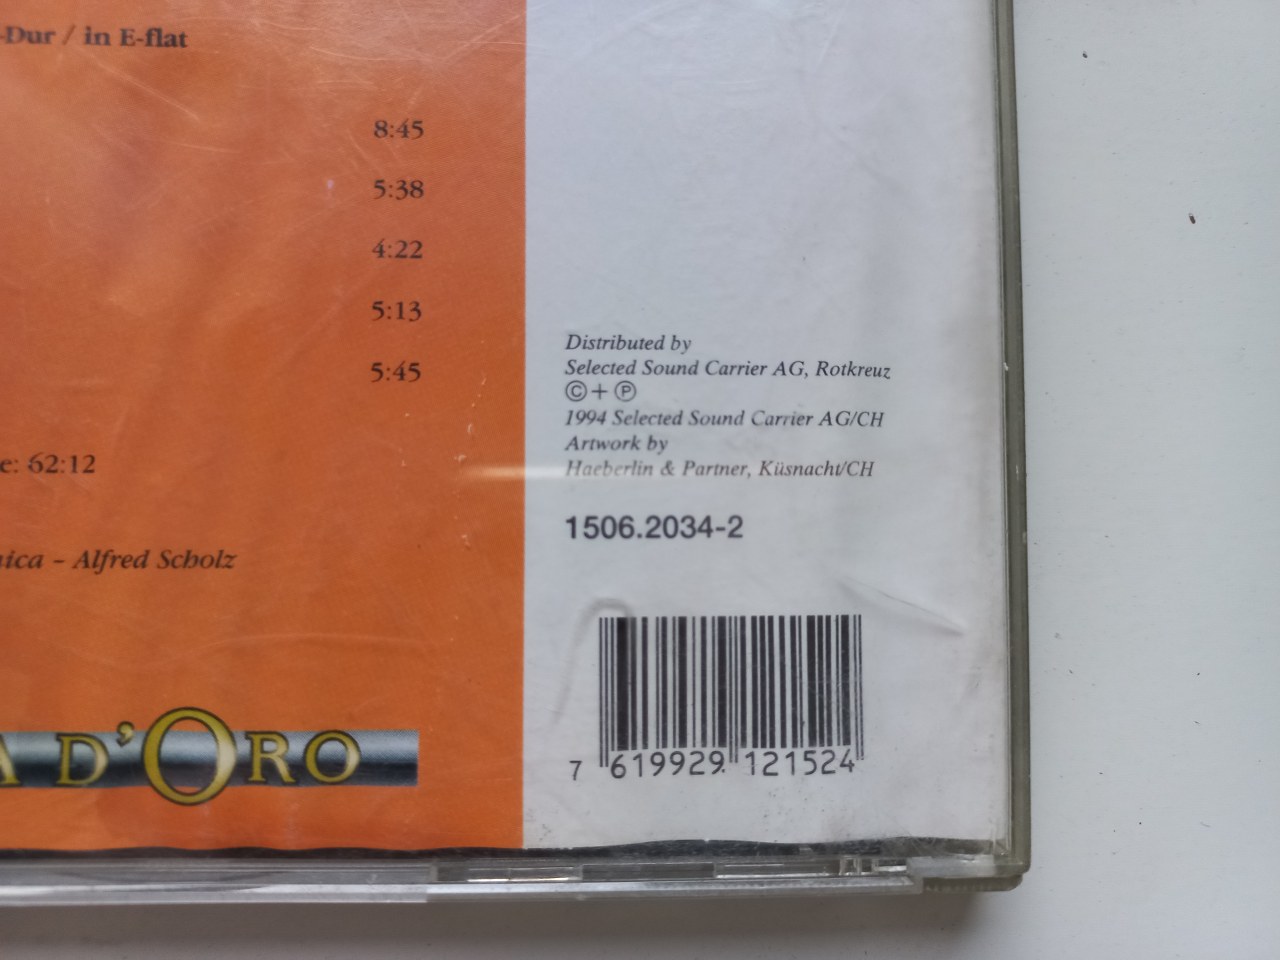 -Dur / in E-flat
8:45
5:38
4:22
5:13
5:45
e: 62:12
nica – Alfred Scholz
A D'ORO
Distributed by
Selected Sound Carrier AG, Rotkreuz
©+℗
1994 Selected Sound Carrier AG/CH
Artwork by
Haeberlin & Partner, Küsnacht/CH
1506.2034-2
7 619929 121524